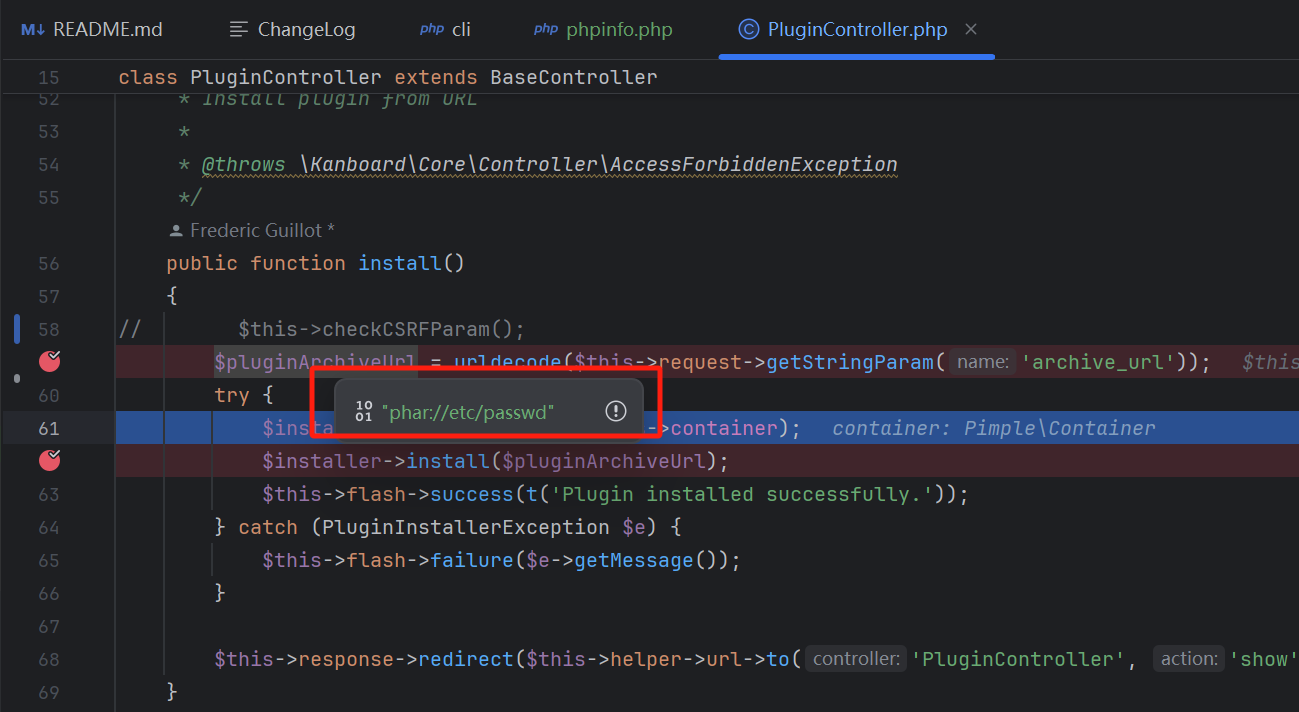 M↓ README.md ChangeLog php cli php phpinfo.php PluginController.php ×
15 class PluginController extends BaseController
52 * Install plugin from URL
53 *
54 * @throws \Kanboard\Core\Controller\AccessForbiddenException
55 */
Frederic Guillot *
56 public function install()
57 {
58 // $this->checkCSRFParam();
$pluginArchiveUrl = urldecode($this->request->getStringParam( name: 'archive_url')); $this
60 try {
10 01 "phar://etc/passwd"
61 $insta ->container); container: Pimple\Container
$installer->install($pluginArchiveUrl);
63 $this->flash->success(t('Plugin installed successfully.'));
64 } catch (PluginInstallerException $e) {
65 $this->flash->failure($e->getMessage());
66 }
67
68 $this->response->redirect($this->helper->url->to( controller: 'PluginController', action: 'show'
69 }